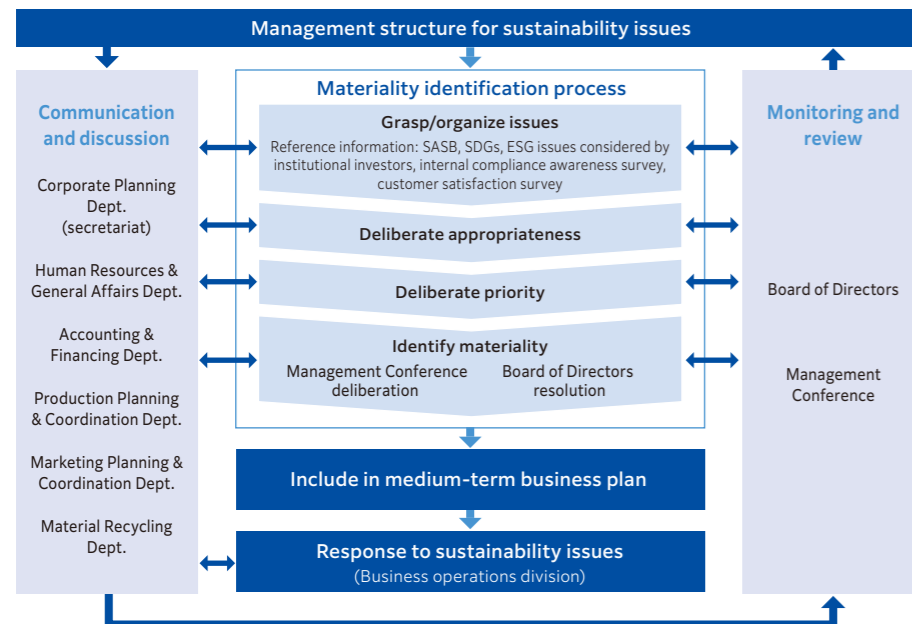 Management structure for sustainability issues
Communication
and discussion
Corporate Planning
Dept.
(secretariat)
Human Resources &
General Affairs Dept.
Accounting &
Financing Dept.
Production Planning
& Coordination Dept.
Marketing Planning &
Coordination Dept.
Material Recycling
Dept.
Materiality identification process
Grasp/organize issues
Reference information: SASB, SDGs, ESG issues considered by
institutional investors, internal compliance awareness survey,
customer satisfaction survey
Deliberate appropriateness
Deliberate priority
Identify materiality
Management Conference
deliberation
Board of Directors
resolution
Include in medium-term business plan
Response to sustainability issues
(Business operations division)
Monitoring and
review
Board of Directors
Management
Conference